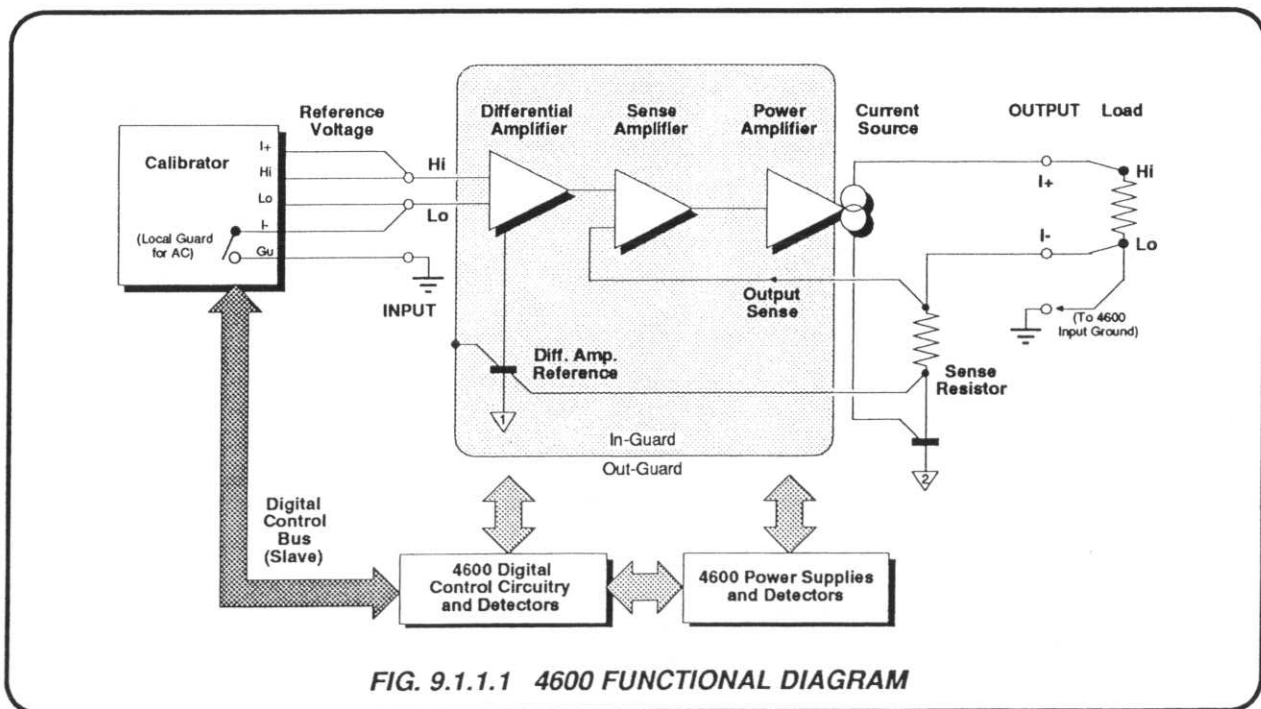 Differential
Amplifier
Sense
Amplifier
Power
Amplifier
Current
Source
OUTPUT
Load
Reference
Voltage
Calibrator
I+
Hi
Lo
I-
Gu
(Local Guard
for AC)
Hi
Lo
INPUT
I+
I-
Hi
Lo
(To 4600
Input Ground)
Output
Sense
Sense
Resistor
Diff. Amp.
Reference
1
2
In-Guard
Out-Guard
Digital
Control
Bus
(Slave)
4600 Digital
Control Circuitry
and Detectors
4600 Power Supplies
and Detectors
FIG. 9.1.1.1 4600 FUNCTIONAL DIAGRAM